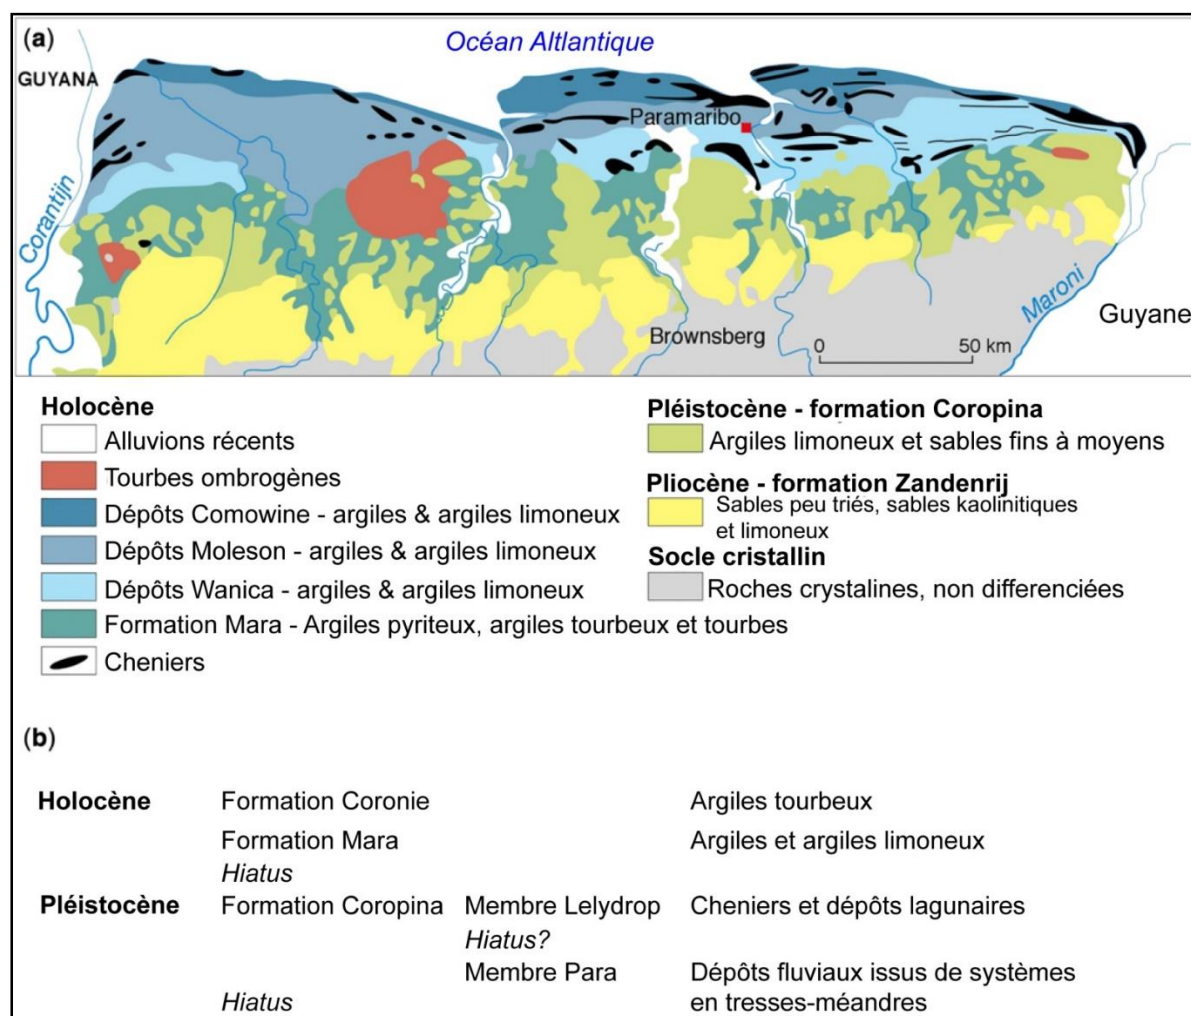 (a)
Océan Altlantique
GUYANA
Paramaribo
Corantijn
Maroni
Guyane
Brownsberg
0 50 km
Holocène
Alluvions récents
Tourbes ombrogènes
Dépôts Comowine - argiles & argiles limoneux
Dépôts Moleson - argiles & argiles limoneux
Dépôts Wanica - argiles & argiles limoneux
Formation Mara - Argiles pyriteux, argiles tourbeux et tourbes
Cheniers
Pléistocène - formation Coropina
Argiles limoneux et sables fins à moyens
Pliocène - formation Zandenrij
Sables peu triés, sables kaolinitiques
et limoneux
Socle cristallin
Roches crystalines, non differenciées
(b)
Holocène Formation Coronie Argiles tourbeux
Formation Mara Argiles et argiles limoneux
Hiatus
Pléistocène Formation Coropina Membre Lelydrop Cheniers et dépôts lagunaires
Hiatus?
Membre Para Dépôts fluviaux issus de systèmes
Hiatus en tresses-méandres